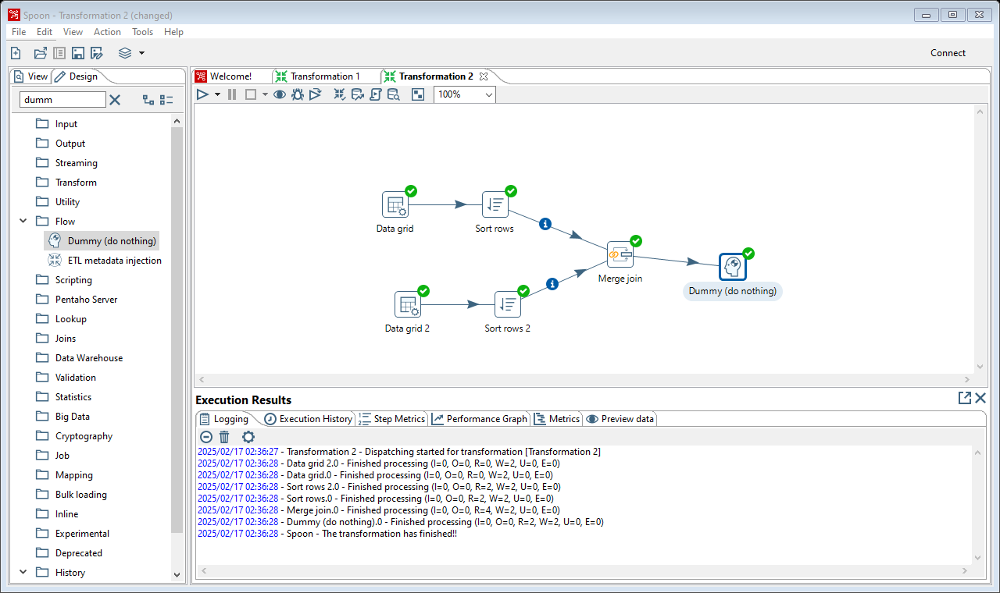 Spoon - Transformation 2 (changed)
File Edit View Action Tools Help
Connect
View Design
dumm
Input
Output
Streaming
Transform
Utility
Flow
Dummy (do nothing)
ETL metadata injection
Scripting
Pentaho Server
Lookup
Joins
Data Warehouse
Validation
Statistics
Big Data
Cryptography
Job
Mapping
Bulk loading
Inline
Experimental
Deprecated
History
Welcome! Transformation 1 Transformation 2
100%
Data grid
Sort rows
Merge join
Dummy (do nothing)
Data grid 2
Sort rows 2
Execution Results
Logging Execution History Step Metrics Performance Graph Metrics Preview data
2025/02/17 02:36:27 - Transformation 2 - Dispatching started for transformation [Transformation 2]
2025/02/17 02:36:28 - Data grid 2.0 - Finished processing (I=0, O=0, R=0, W=2, U=0, E=0)
2025/02/17 02:36:28 - Data grid.0 - Finished processing (I=0, O=0, R=0, W=2, U=0, E=0)
2025/02/17 02:36:28 - Sort rows 2.0 - Finished processing (I=0, O=0, R=2, W=2, U=0, E=0)
2025/02/17 02:36:28 - Sort rows.0 - Finished processing (I=0, O=0, R=2, W=2, U=0, E=0)
2025/02/17 02:36:28 - Merge join.0 - Finished processing (I=0, O=0, R=4, W=2, U=0, E=0)
2025/02/17 02:36:28 - Dummy (do nothing).0 - Finished processing (I=0, O=0, R=2, W=2, U=0, E=0)
2025/02/17 02:36:28 - Spoon - The transformation has finished!!